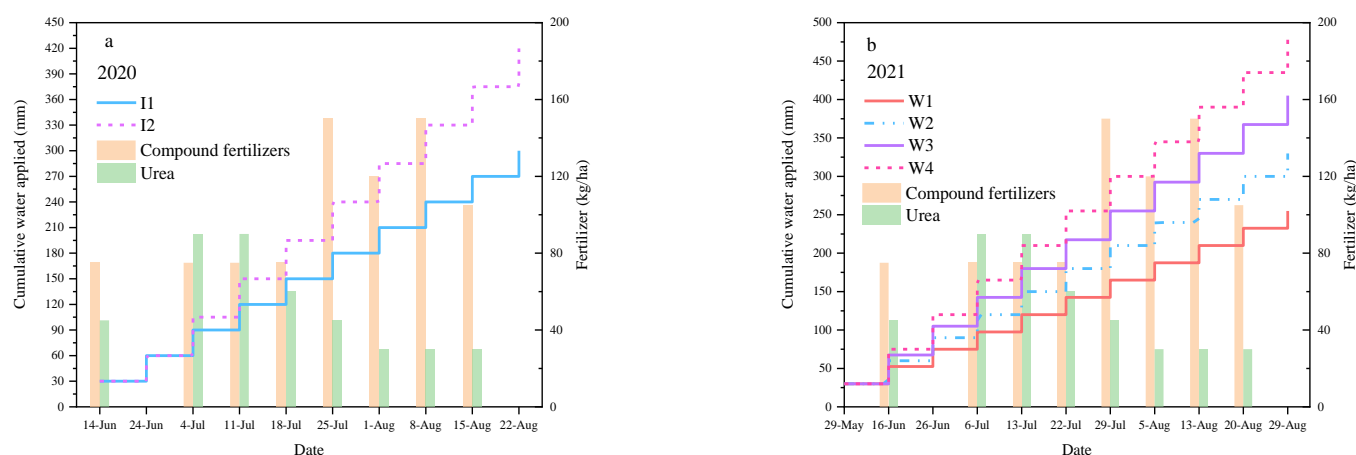 a
2020
I1
I2
Compound fertilizers
Urea
Cumulative water applied (mm)
450
420
390
360
330
300
270
240
210
180
150
120
90
60
30
0
200
160
120
80
40
0
Fertilizer (kg/ha)
14-Jun 24-Jun 4-Jul 11-Jul 18-Jul 25-Jul 1-Aug 8-Aug 15-Aug 22-Aug
Date
b
2021
W1
W2
W3
W4
Compound fertilizers
Urea
Cumulative water applied (mm)
500
450
400
350
300
250
200
150
100
50
0
200
160
120
80
40
0
Fertilizer (kg/ha)
29-May 16-Jun 26-Jun 6-Jul 13-Jul 22-Jul 29-Jul 5-Aug 13-Aug 20-Aug 29-Aug
Date